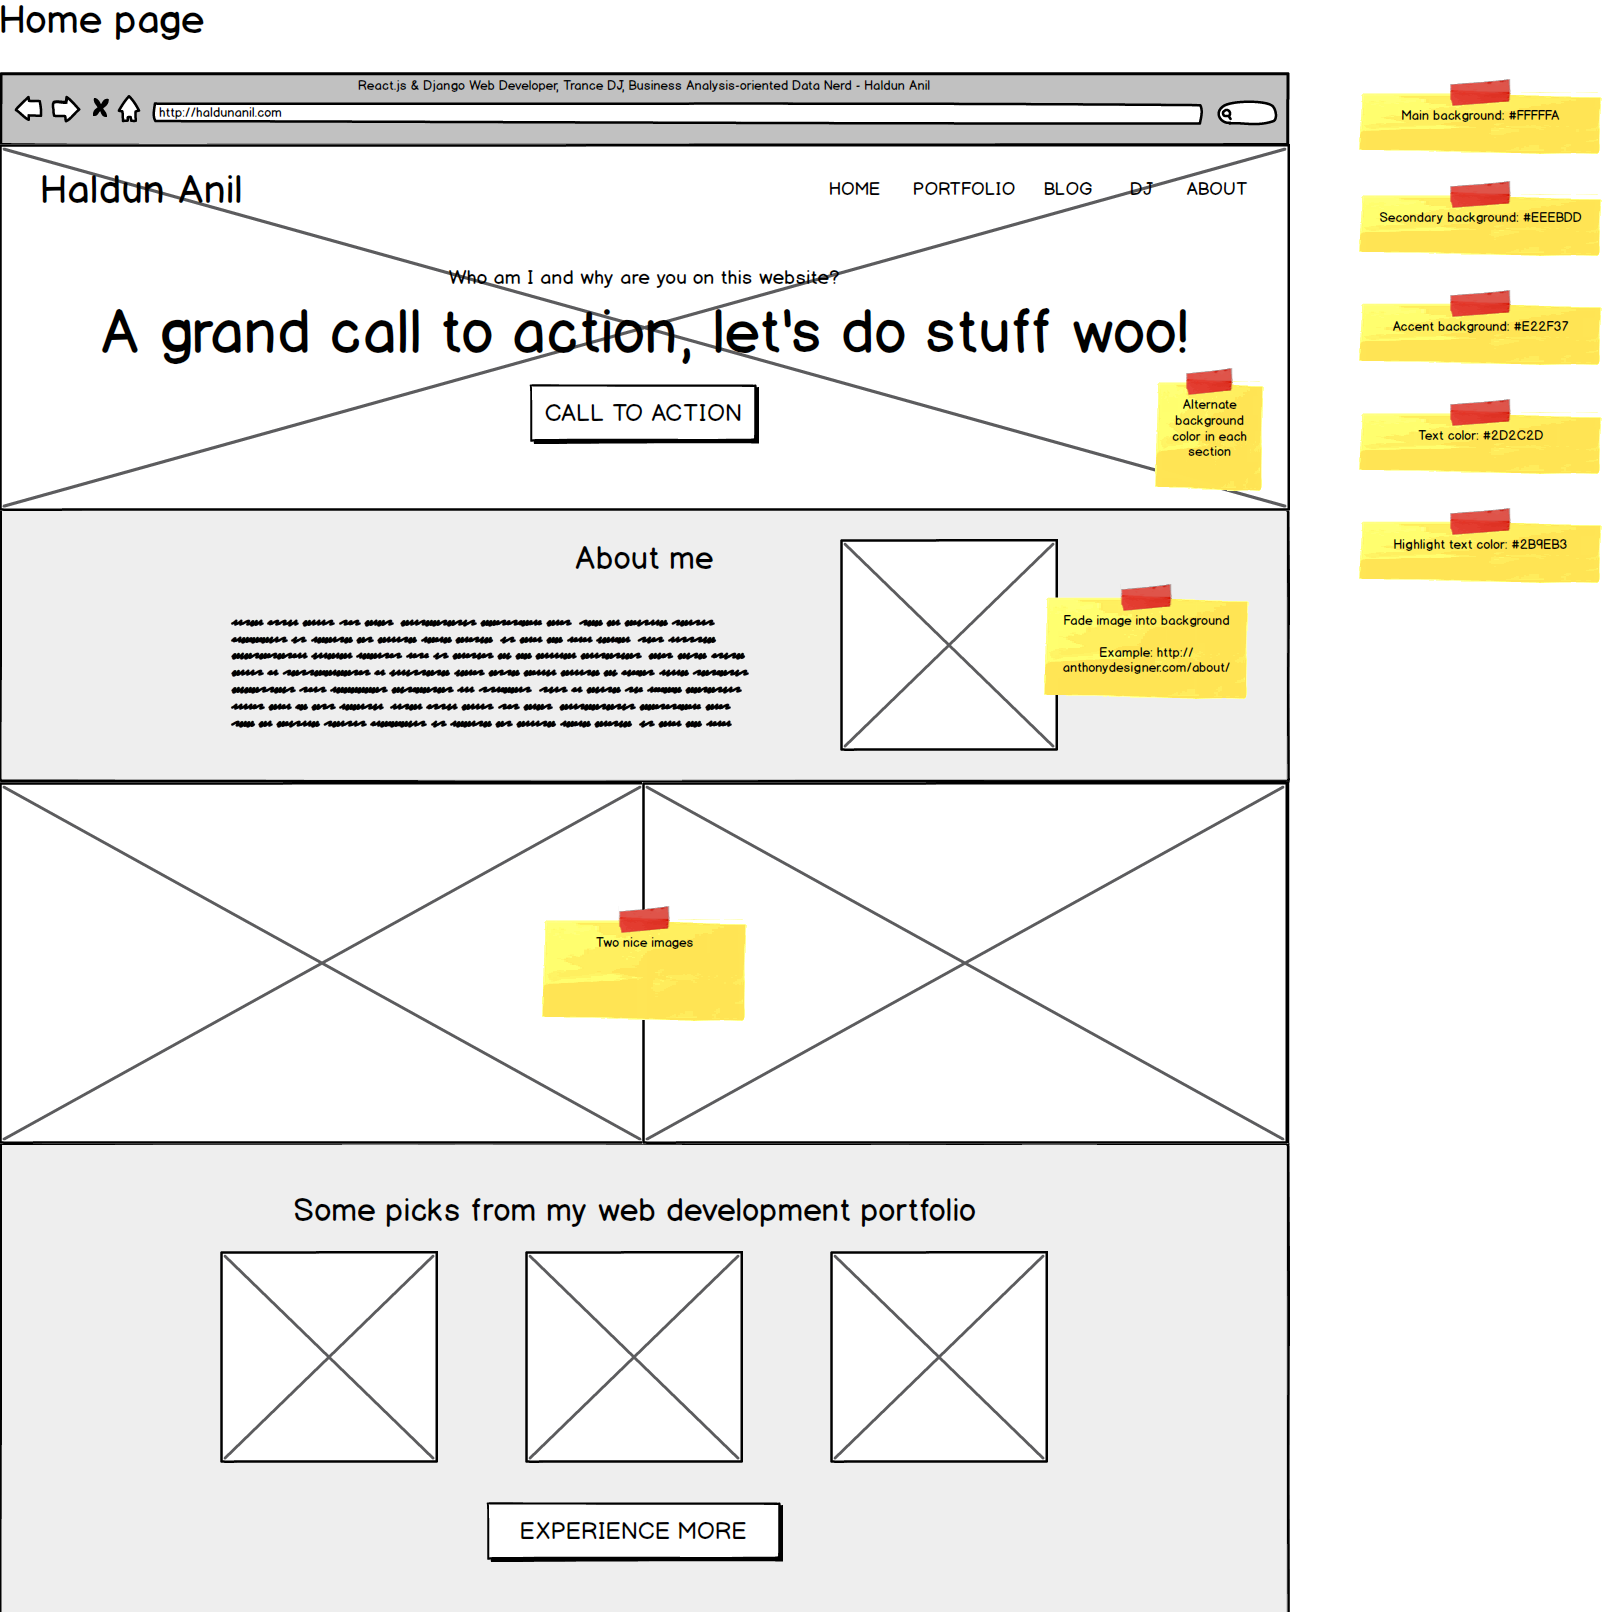 Home page
React.js & Django Web Developer, Trance DJ, Business Analysis-oriented Data Nerd - Haldun Anil
http://haldunanil.com
Haldun Anil
HOME PORTFOLIO BLOG DJ ABOUT
Who am I and why are you on this website?
A grand call to action, let's do stuff woo!
CALL TO ACTION
Alternate
background
color in each
section
Main background: #FFFFFA
Secondary background: #EEEBDD
Accent background: #E22F37
Text color: #2D2C2D
Highlight text color: #2B9EB3
About me
Fade image into background
Example: http://
anthonydesigner.com/about/
Two nice images
Some picks from my web development portfolio
EXPERIENCE MORE